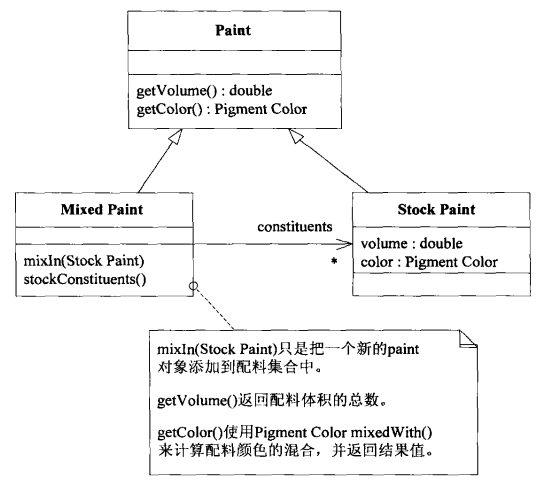 Paint
getVolume() : double
getColor() : Pigment Color
Mixed Paint
mixIn(Stock Paint)
stockConstituents()
constituents
*
Stock Paint
volume : double
color : Pigment Color
mixIn(Stock Paint)只是把一个新的paint
对象添加到配料集合中。
getVolume()返回配料体积的总数。
getColor()使用Pigment Color mixedWith()
来计算配料颜色的混合，并返回结果值。